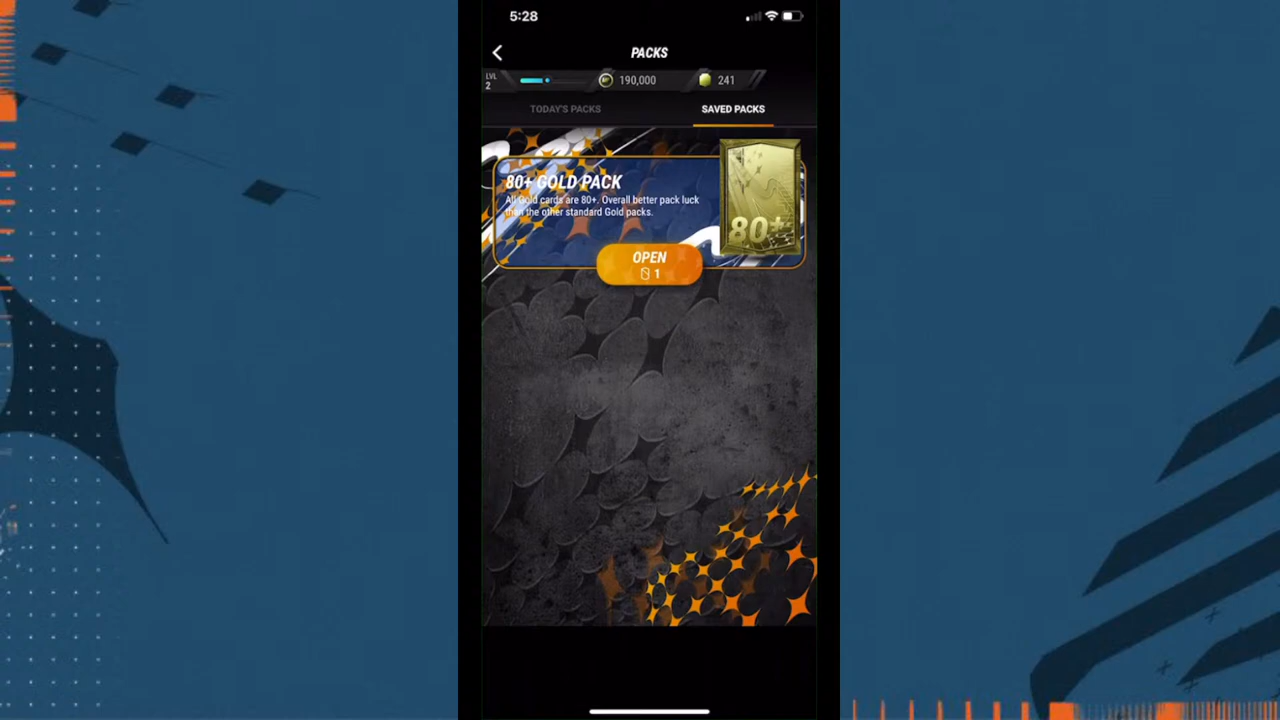 5:28
PACKS
LVL
2
190,000
241
TODAY'S PACKS
SAVED PACKS
80+ GOLD PACK
All Gold cards are 80+. Overall better pack luck
than the other standard Gold packs.
80+
OPEN
1